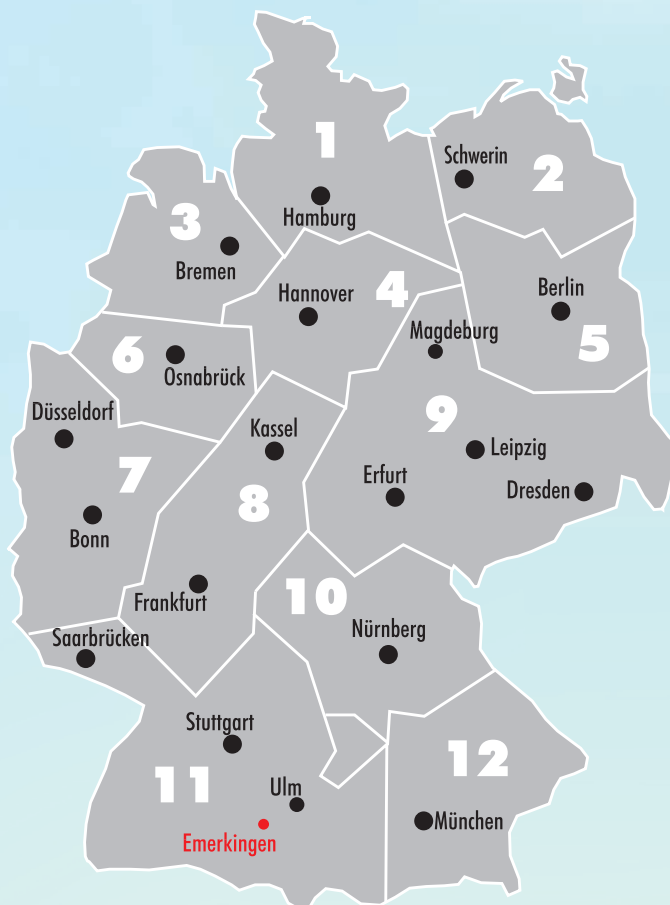 1
Schwerin
2
Hamburg
3
Bremen
Hannover
4
Berlin
Magdeburg
5
6
Osnabrück
Düsseldorf
Kassel
9
Leipzig
7
Erfurt
8
Dresden
Bonn
Frankfurt
10
Nürnberg
Saarbrücken
Stuttgart
11
12
Ulm
München
Emerkingen